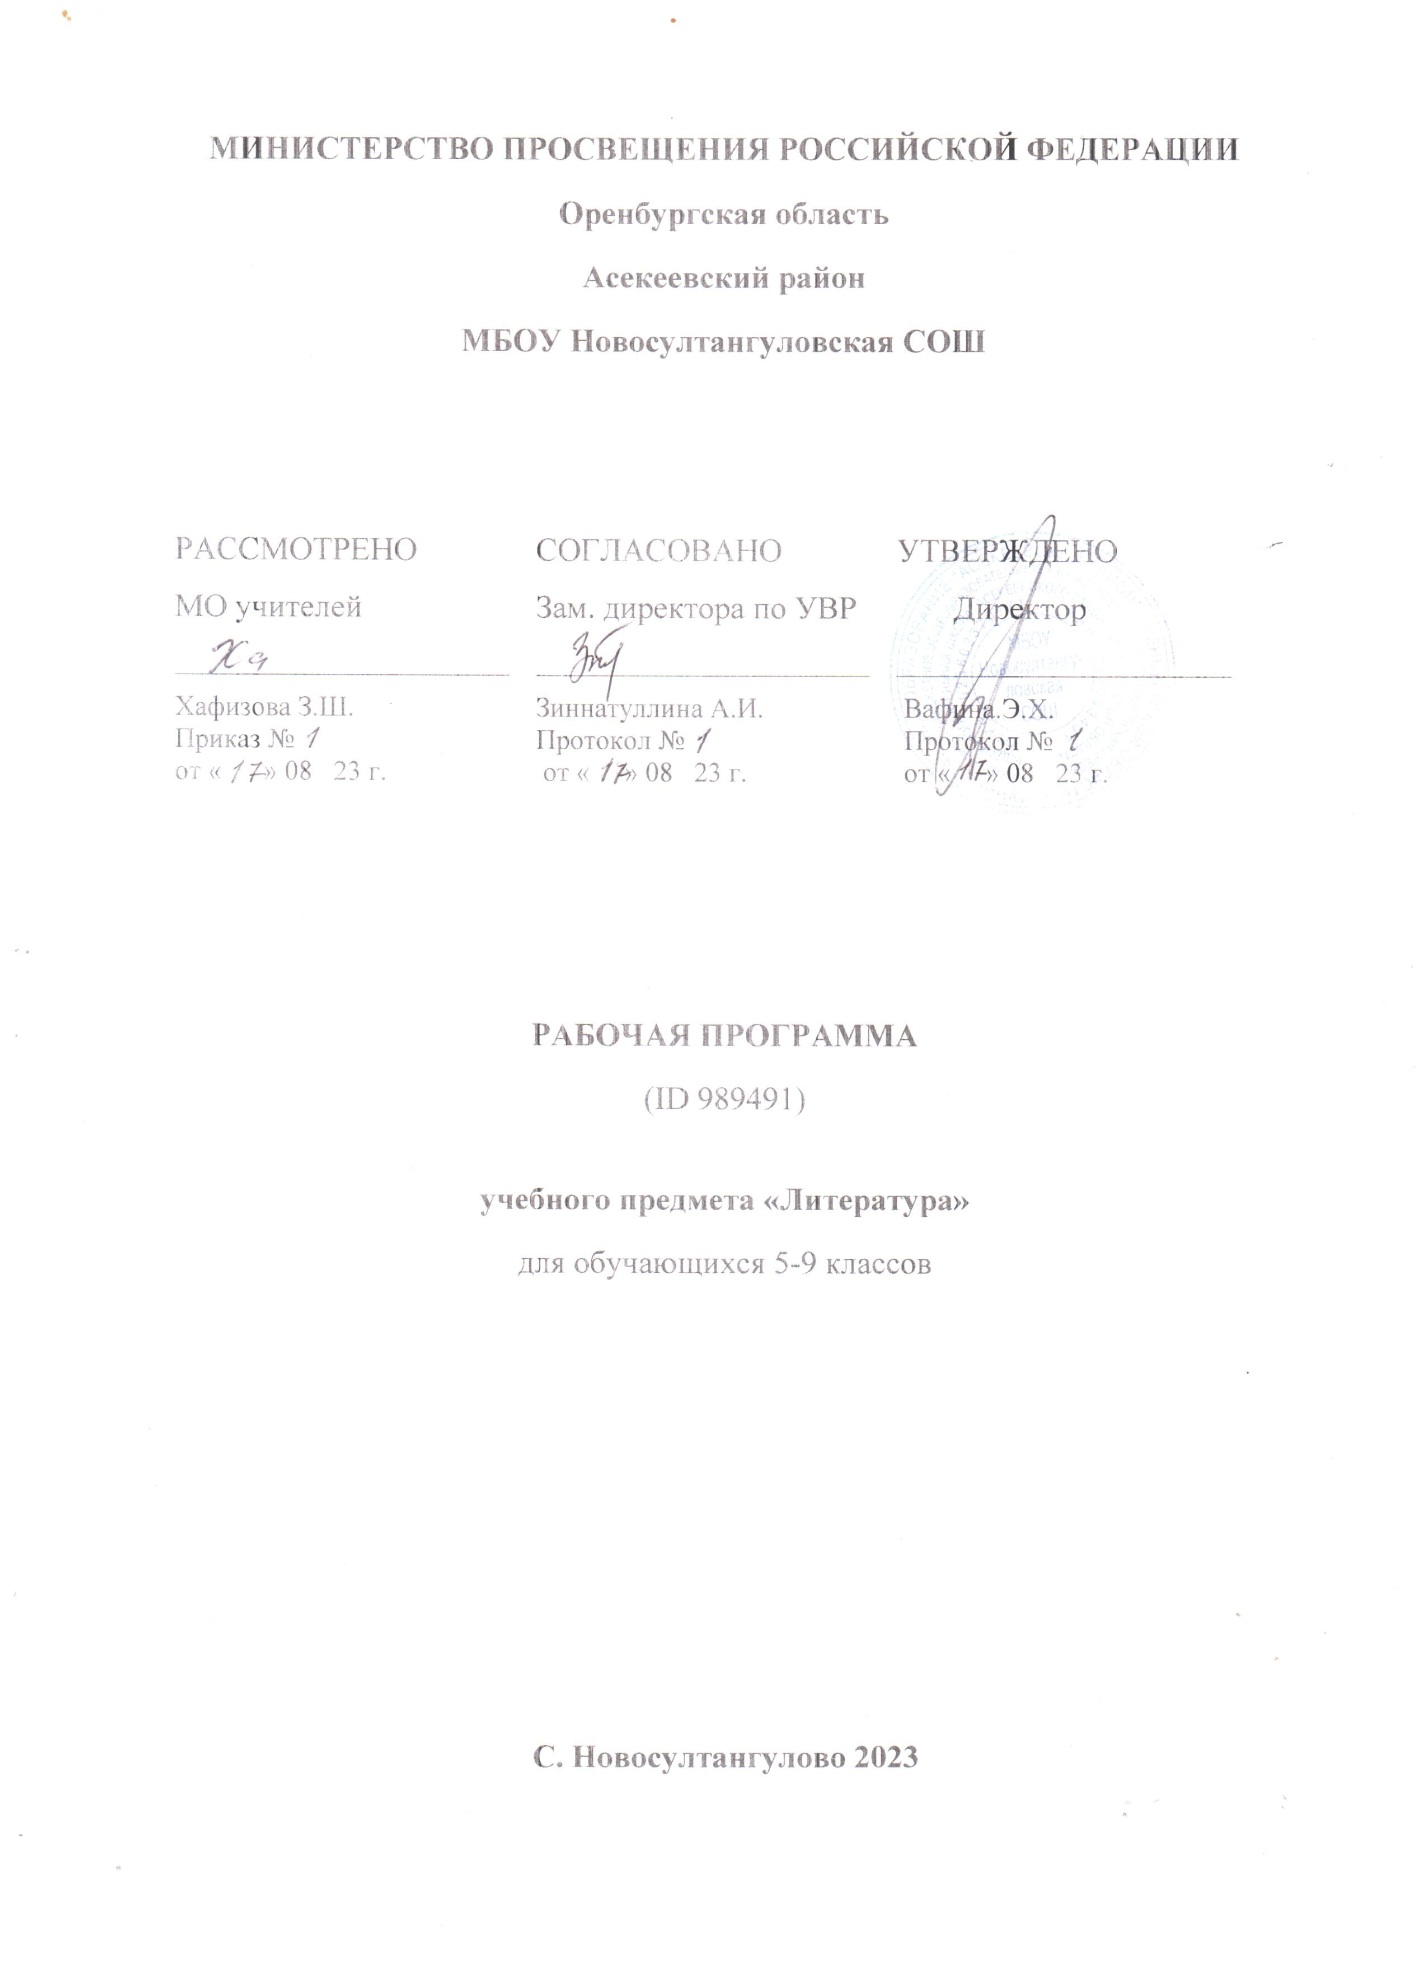 МИНИСТЕРСТВО ПРОСВЕЩЕНИЯ РОССИЙСКОЙ ФЕДЕРАЦИИ
Оренбургская область
Асекеевский район
МБОУ Новосултангуловская СОШ
РАССМОТРЕНО
МО учителей
Хафизова З.Ш.
Приказ № 1
от « 17» 08 23 г.
СОГЛАСОВАНО
Зам. директора по УВР
Зиннатуллина А.И.
Протокол № 1
от « 17» 08 23 г.
УТВЕРЖДЕНО
Директор
Вафина.Э.Х.
Протокол № 1
от «17» 08 23 г.
РАБОЧАЯ ПРОГРАММА
(ID 989491)
учебного предмета «Литература»
для обучающихся 5-9 классов
С. Новосултангулово 2023